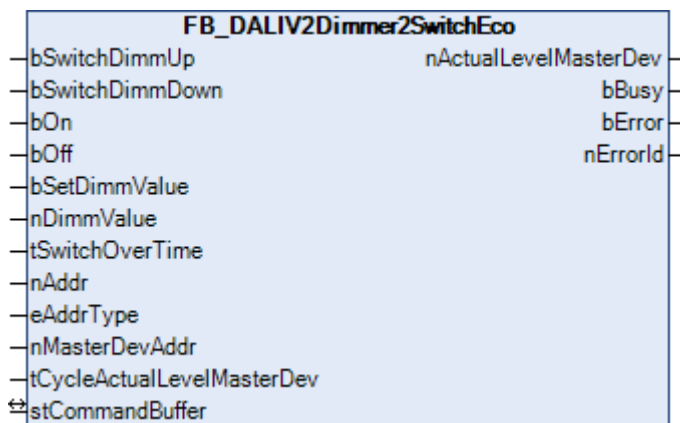 FB_DALIV2Dimmer2SwitchEco
bSwitchDimmUp nActualLevelMasterDev
bSwitchDimmDown bBusy
bOn bError
bOff nErrorId
bSetDimmValue
nDimmValue
tSwitchOverTime
nAddr
eAddrType
nMasterDevAddr
tCycleActualLevelMasterDev
stCommandBuffer